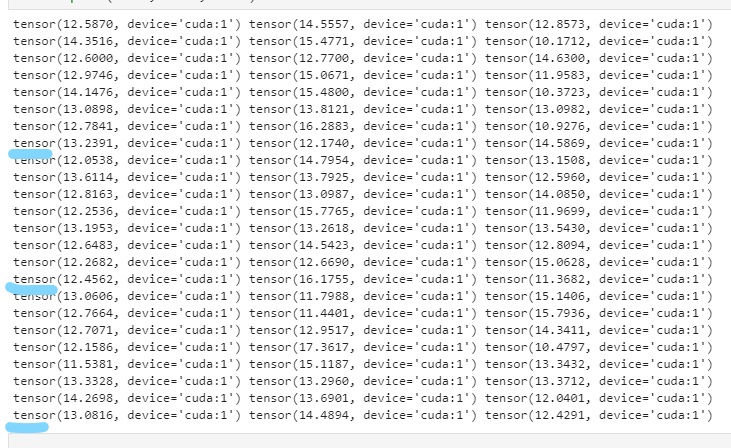 tensor(12.5870, device='cuda:1') tensor(14.5557, device='cuda:1') tensor(12.8573, device='cuda:1')
tensor(14.3516, device='cuda:1') tensor(15.4771, device='cuda:1') tensor(10.1712, device='cuda:1')
tensor(12.6000, device='cuda:1') tensor(12.7700, device='cuda:1') tensor(14.6300, device='cuda:1')
tensor(12.9746, device='cuda:1') tensor(15.0671, device='cuda:1') tensor(11.9583, device='cuda:1')
tensor(14.1476, device='cuda:1') tensor(15.4800, device='cuda:1') tensor(10.3723, device='cuda:1')
tensor(13.0898, device='cuda:1') tensor(13.8121, device='cuda:1') tensor(13.0982, device='cuda:1')
tensor(12.7841, device='cuda:1') tensor(16.2883, device='cuda:1') tensor(10.9276, device='cuda:1')
tensor(13.2391, device='cuda:1') tensor(12.1740, device='cuda:1') tensor(14.5869, device='cuda:1')
tensor(12.0538, device='cuda:1') tensor(14.7954, device='cuda:1') tensor(13.1508, device='cuda:1')
tensor(13.6114, device='cuda:1') tensor(13.7925, device='cuda:1') tensor(12.5960, device='cuda:1')
tensor(12.8163, device='cuda:1') tensor(13.0987, device='cuda:1') tensor(14.0850, device='cuda:1')
tensor(12.2536, device='cuda:1') tensor(15.7765, device='cuda:1') tensor(11.9699, device='cuda:1')
tensor(13.1953, device='cuda:1') tensor(13.2618, device='cuda:1') tensor(13.5430, device='cuda:1')
tensor(12.6483, device='cuda:1') tensor(14.5423, device='cuda:1') tensor(12.8094, device='cuda:1')
tensor(12.2682, device='cuda:1') tensor(12.6690, device='cuda:1') tensor(15.0628, device='cuda:1')
tensor(12.4562, device='cuda:1') tensor(16.1755, device='cuda:1') tensor(11.3682, device='cuda:1')
tensor(13.0606, device='cuda:1') tensor(11.7988, device='cuda:1') tensor(15.1406, device='cuda:1')
tensor(12.7664, device='cuda:1') tensor(11.4401, device='cuda:1') tensor(15.7936, device='cuda:1')
tensor(12.7071, device='cuda:1') tensor(12.9517, device='cuda:1') tensor(14.3411, device='cuda:1')
tensor(12.1586, device='cuda:1') tensor(17.3617, device='cuda:1') tensor(10.4797, device='cuda:1')
tensor(11.5381, device='cuda:1') tensor(15.1187, device='cuda:1') tensor(13.3432, device='cuda:1')
tensor(13.3328, device='cuda:1') tensor(13.2960, device='cuda:1') tensor(13.3712, device='cuda:1')
tensor(14.2698, device='cuda:1') tensor(13.6901, device='cuda:1') tensor(12.0401, device='cuda:1')
tensor(13.0816, device='cuda:1') tensor(14.4894, device='cuda:1') tensor(12.4291, device='cuda:1')